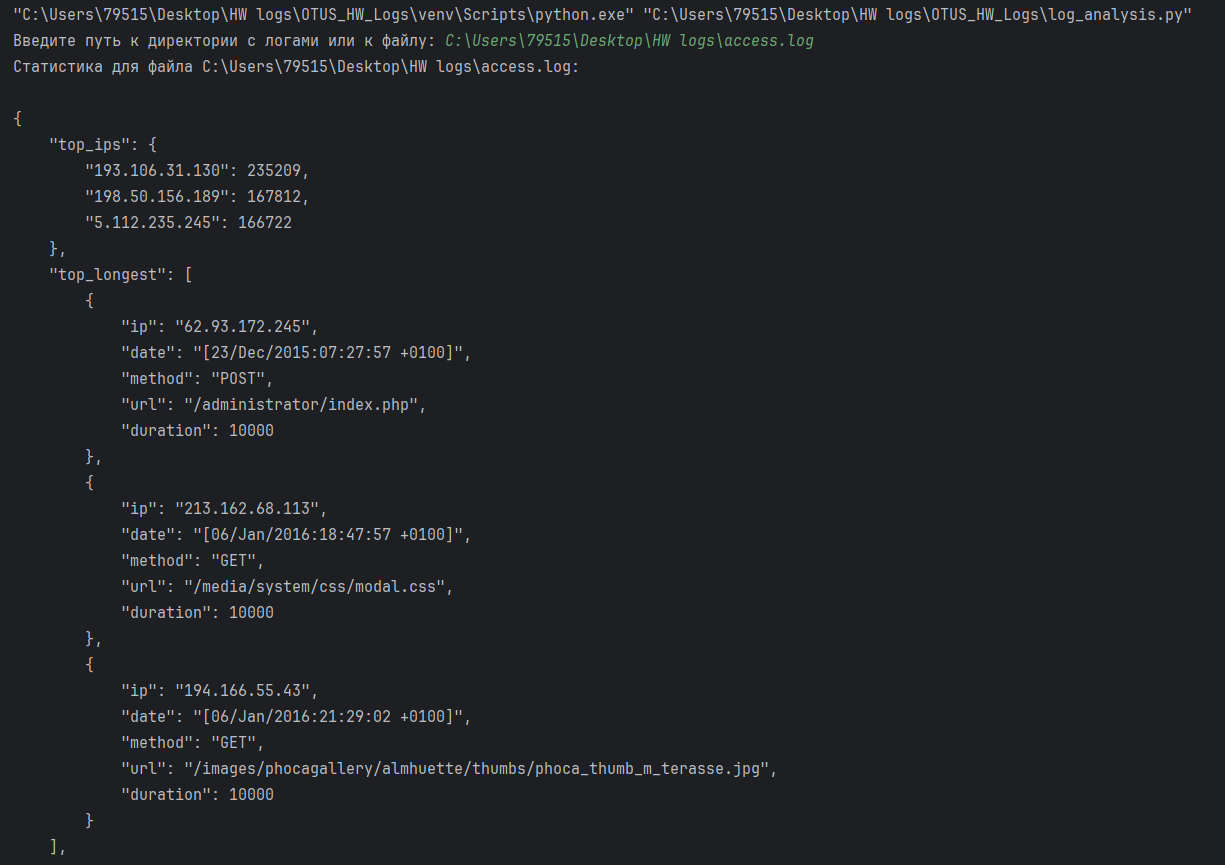 "C:\Users\79515\Desktop\HW logs\OTUS_HW_Logs\venv\Scripts\python.exe" "C:\Users\79515\Desktop\HW logs\OTUS_HW_Logs\log_analysis.py"
Введите путь к директории с логами или к файлу: C:\Users\79515\Desktop\HW logs\access.log
Статистика для файла C:\Users\79515\Desktop\HW logs\access.log:

{
    "top_ips": {
        "193.106.31.130": 235209,
        "198.50.156.189": 167812,
        "5.112.235.245": 166722
    },
    "top_longest": [
        {
            "ip": "62.93.172.245",
            "date": "[23/Dec/2015:07:27:57 +0100]",
            "method": "POST",
            "url": "/administrator/index.php",
            "duration": 10000
        },
        {
            "ip": "213.162.68.113",
            "date": "[06/Jan/2016:18:47:57 +0100]",
            "method": "GET",
            "url": "/media/system/css/modal.css",
            "duration": 10000
        },
        {
            "ip": "194.166.55.43",
            "date": "[06/Jan/2016:21:29:02 +0100]",
            "method": "GET",
            "url": "/images/phocagallery/almhuette/thumbs/phoca_thumb_m_terasse.jpg",
            "duration": 10000
        }
    ],